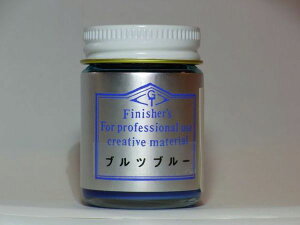 G
Finisher's
For professional use
creative material
ブルツブルー